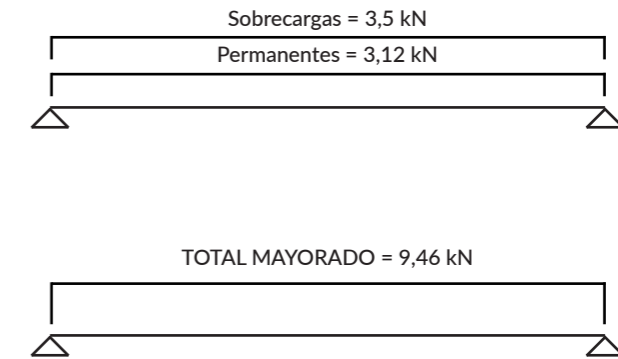 Sobrecargas = 3,5 kN
Permanentes = 3,12 kN
TOTAL MAYORADO = 9,46 kN